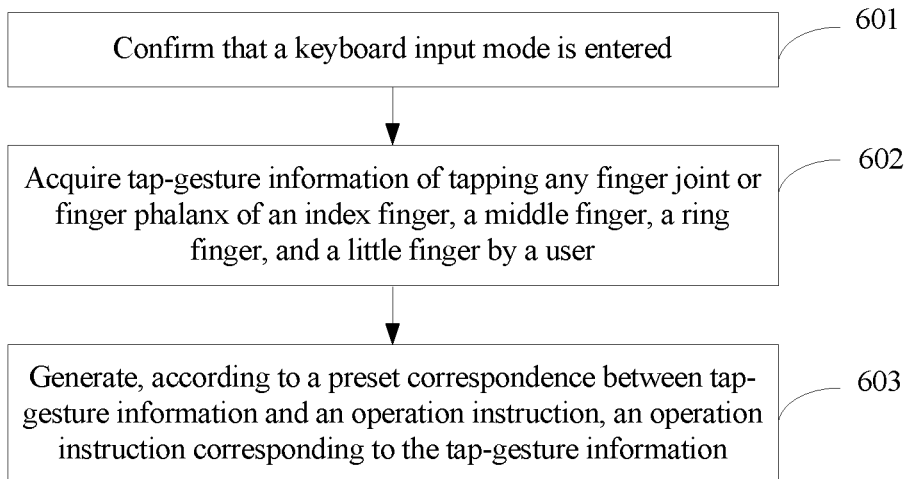 601
Confirm that a keyboard input mode is entered
602
Acquire tap-gesture information of tapping any finger joint or
finger phalanx of an index finger, a middle finger, a ring
finger, and a little finger by a user
603
Generate, according to a preset correspondence between tap-
gesture information and an operation instruction, an operation
instruction corresponding to the tap-gesture information